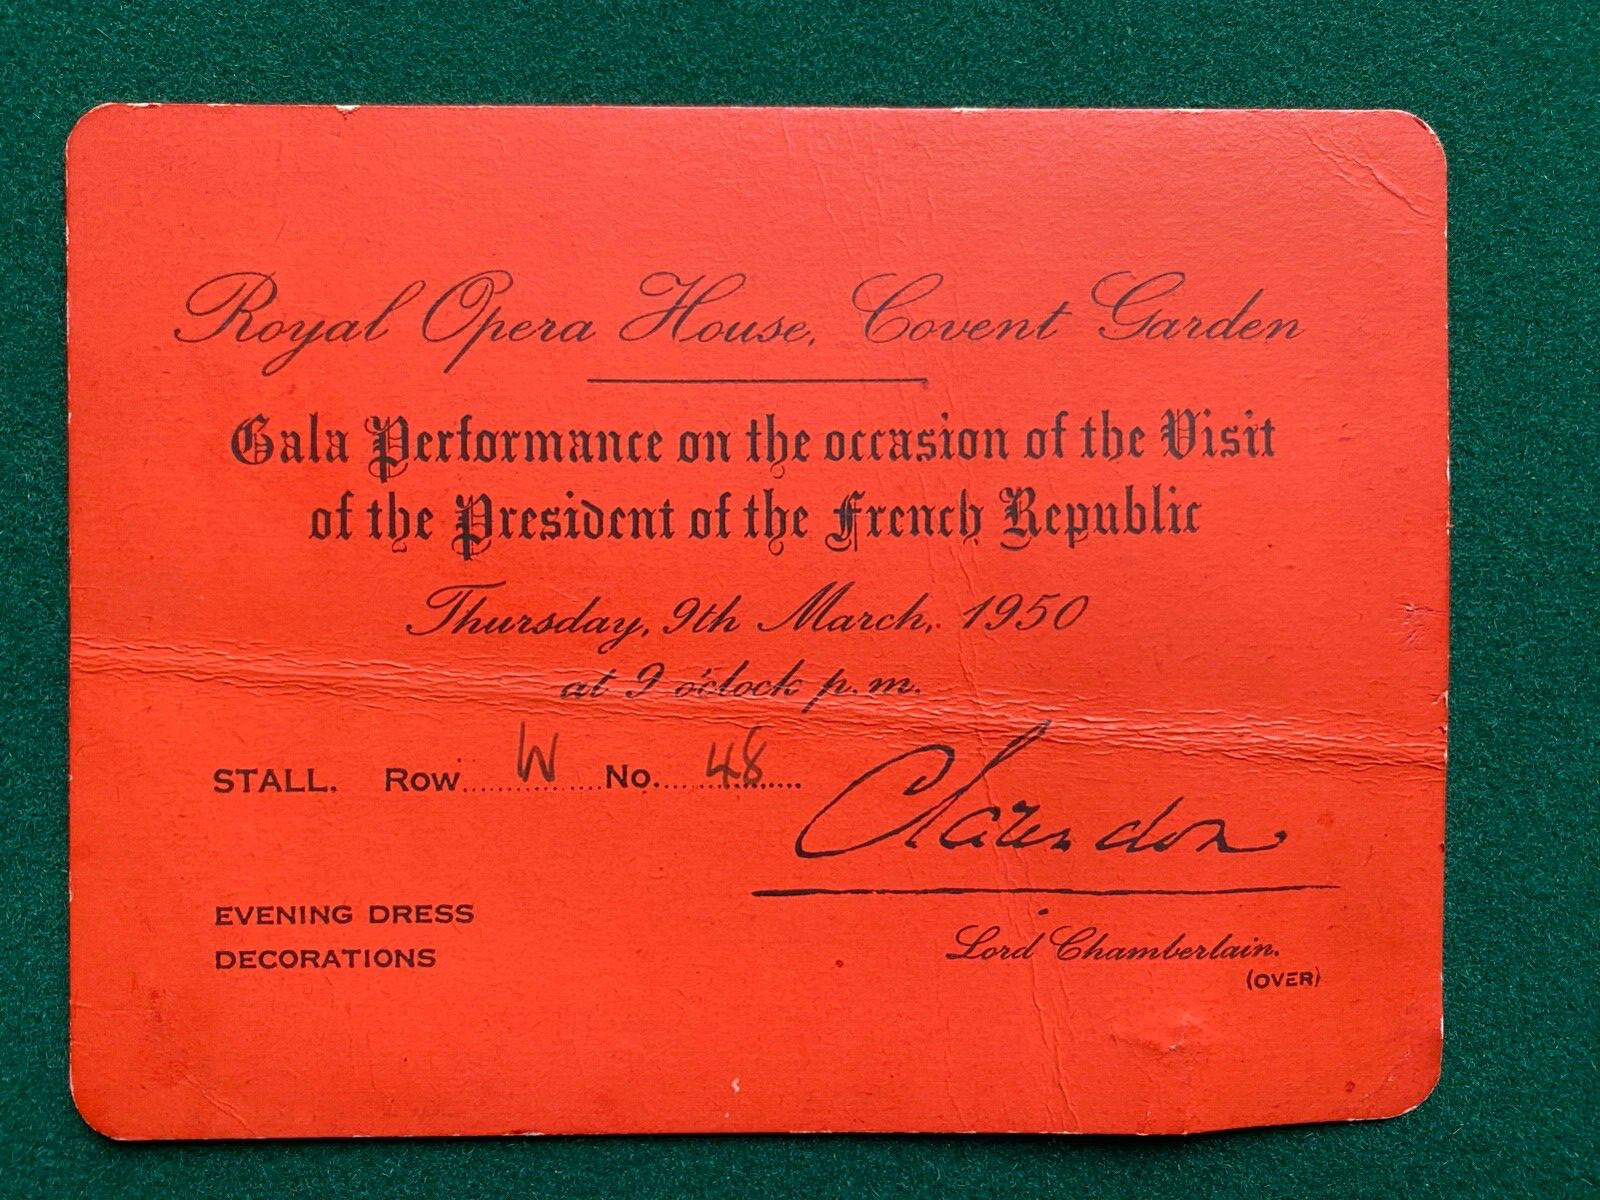 Royal Opera House, Covent Garden
Gala Performance on the occasion of the Visit
of the President of the French Republic
Thursday, 9th March, 1950
at 9 o'clock p.m.
STALL. Row W No. 48
Clarendon
EVENING DRESS
DECORATIONS
Lord Chamberlain.
(OVER)